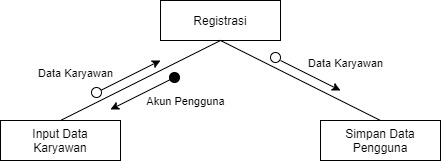 Registrasi
Data Karyawan
Data Karyawan
Akun Pengguna
Input Data
Karyawan
Simpan Data
Pengguna